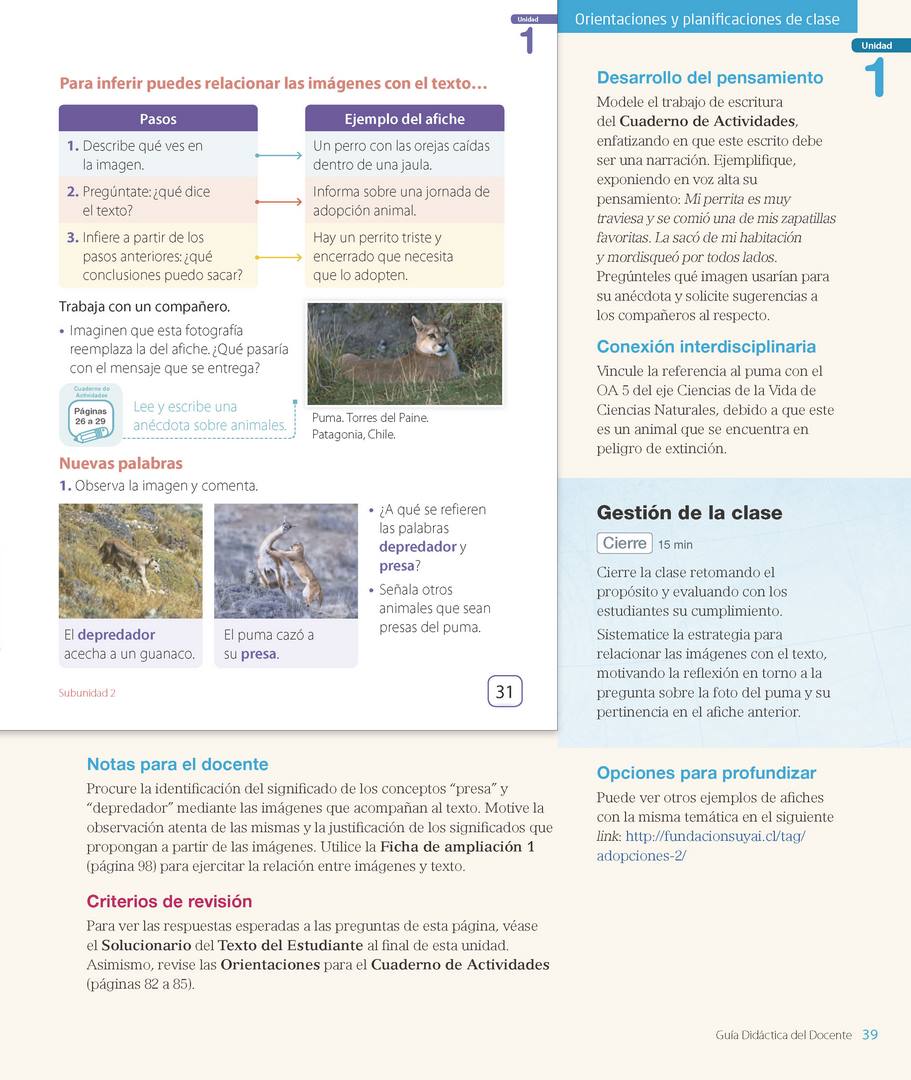 Unidad
1
Para inferir puedes relacionar las imágenes con el texto…
Pasos
Ejemplo del afiche
1. Describe qué ves en
la imagen.
Un perro con las orejas caídas
dentro de una jaula.
2. Pregúntate: ¿qué dice
el texto?
Informa sobre una jornada de
adopción animal.
3. Infiere a partir de los
pasos anteriores: ¿qué
conclusiones puedo sacar?
Hay un perrito triste y
encerrado que necesita
que lo adopten.
Trabaja con un compañero.
• Imaginen que esta fotografía
reemplaza la del afiche. ¿Qué pasaría
con el mensaje que se entrega?
Cuaderno de
Actividades
Páginas
26 a 29
Lee y escribe una
anécdota sobre animales.
Puma. Torres del Paine.
Patagonia, Chile.
Nuevas palabras
1. Observa la imagen y comenta.
El depredador
acecha a un guanaco.
El puma cazó a
su presa.
• ¿A qué se refieren
las palabras
depredador y
presa?
• Señala otros
animales que sean
presas del puma.
Subunidad 2
31
Orientaciones y planificaciones de clase
Unidad
1
Desarrollo del pensamiento
Modele el trabajo de escritura
del Cuaderno de Actividades,
enfatizando en que este escrito debe
ser una narración. Ejemplifique,
exponiendo en voz alta su
pensamiento: Mi perrita es muy
traviesa y se comió una de mis zapatillas
favoritas. La sacó de mi habitación
y mordisqueó por todos lados.
Pregúnteles qué imagen usarían para
su anécdota y solicite sugerencias a
los compañeros al respecto.
Conexión interdisciplinaria
Vincule la referencia al puma con el
OA 5 del eje Ciencias de la Vida de
Ciencias Naturales, debido a que este
es un animal que se encuentra en
peligro de extinción.
Gestión de la clase
Cierre 15 min
Cierre la clase retomando el
propósito y evaluando con los
estudiantes su cumplimiento.
Sistematice la estrategia para
relacionar las imágenes con el texto,
motivando la reflexión en torno a la
pregunta sobre la foto del puma y su
pertinencia en el afiche anterior.
Notas para el docente
Procure la identificación del significado de los conceptos “presa” y
“depredador” mediante las imágenes que acompañan al texto. Motive la
observación atenta de las mismas y la justificación de los significados que
propongan a partir de las imágenes. Utilice la Ficha de ampliación 1
(página 98) para ejercitar la relación entre imágenes y texto.
Criterios de revisión
Para ver las respuestas esperadas a las preguntas de esta página, véase
el Solucionario del Texto del Estudiante al final de esta unidad.
Asimismo, revise las Orientaciones para el Cuaderno de Actividades
(páginas 82 a 85).
Opciones para profundizar
Puede ver otros ejemplos de afiches
con la misma temática en el siguiente
link: http://fundacionsuyai.cl/tag/
adopciones-2/
Guía Didáctica del Docente 39